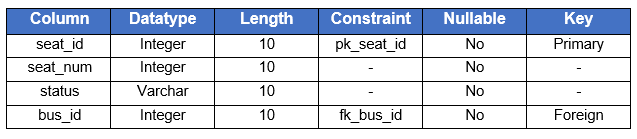 Column Datatype Length Constraint Nullable Key
seat_id Integer 10 pk_seat_id No Primary
seat_num Integer 10 - No -
status Varchar 10 - No -
bus_id Integer 10 fk_bus_id No Foreign